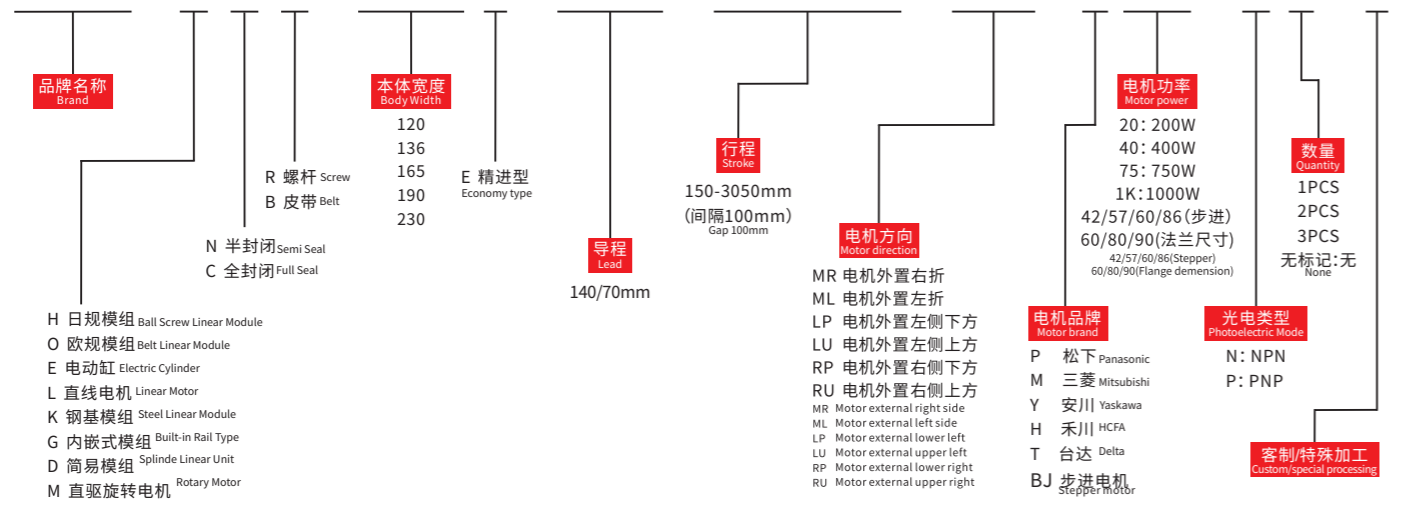 品牌名称
Brand
H 日规模组 Ball Screw Linear Module
O 欧规模组 Belt Linear Module
E 电动缸 Electric Cylinder
L 直线电机 Linear Motor
K 钢基模组 Steel Linear Module
G 内嵌式模组 Built-in Rail Type
D 简易模组 Splinde Linear Unit
M 直驱旋转电机 Rotary Motor
N 半封闭 Semi Seal
C 全封闭 Full Seal
R 螺杆 Screw
B 皮带 Belt
本体宽度
Body Width
120
136
165
190
230
E 精进型
Economy type
导程
Lead
140/70mm
行程
Stroke
150-3050mm
（间隔100mm）
Gap 100mm
电机方向
Motor direction
MR 电机外置右折
ML 电机外置左折
LP 电机外置左侧下方
LU 电机外置左侧上方
RP 电机外置右侧下方
RU 电机外置右侧上方
MR Motor external right side
ML Motor external left side
LP Motor external lower left
LU Motor external upper left
RP Motor external lower right
RU Motor external upper right
电机品牌
Motor brand
P 松下 Panasonic
M 三菱 Mitsubishi
Y 安川 Yaskawa
H 禾川 HCFA
T 台达 Delta
BJ 步进电机
Stepper motor
电机功率
Motor power
20：200W
40：400W
75：750W
1K：1000W
42/57/60/86（步进）
60/80/90(法兰尺寸)
42/57/60/86(Stepper)
60/80/90(Flange demension)
光电类型
Photoelectric Mode
N：NPN
P：PNP
数量
Quantity
1PCS
2PCS
3PCS
无标记：无
None
客制/特殊加工
Custom/special processing